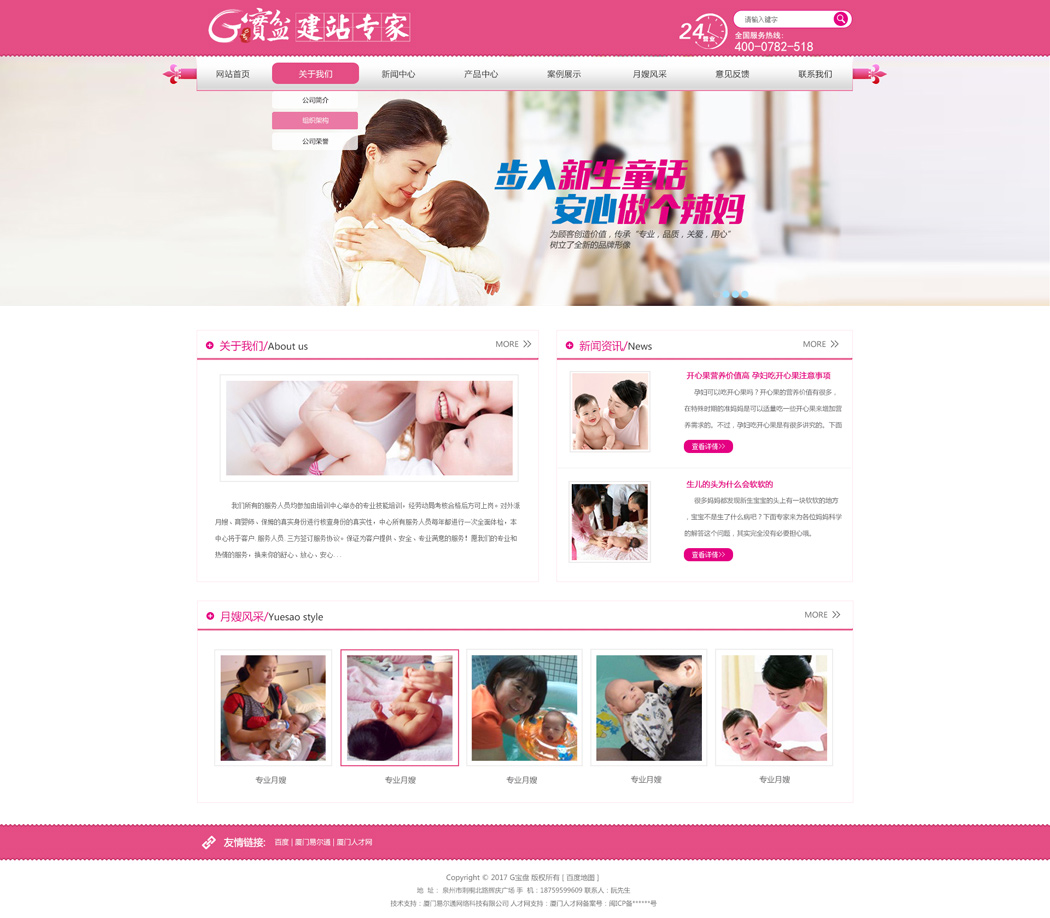 G寶盆 建站专家
请输入键字
24
营业
全国服务热线:
400-0782-518
网站首页 关于我们 新闻中心 产品中心 案例展示 月嫂风采 意见反馈 联系我们
公司简介
组织架构
公司荣誉
步入新生童话
安心做个辣妈
为顾客创造价值，传承“专业，品质，关爱，用心”
树立了全新的品牌形像
关于我们/About us
MORE
我们所有的服务人员均参加由培训中心举办的专业技能培训，经劳动局考核合格后方可上岗。对外派
月嫂、育婴师、保姆的真实身份进行核查身份的真实性，中心所有服务人员每年都进行一次全面体检，本
中心将于客户. 服务人员. 三方签订服务协议，保证为客户提供、安全、专业满意的服务！愿我们的专业和
热情的服务，换来你的舒心、放心、安心...
新闻资讯/News
MORE
开心果营养价值高 孕妇吃开心果注意事项
孕妇可以吃开心果吗？开心果的营养价值有很多，
在特殊时期的准妈妈是可以适量吃一些开心果来增加营
养需求的。不过，孕妇吃开心果是有很多讲究的。下面
查看详情>>
生儿的头为什么会软软的
很多妈妈都发现新生宝宝的头上有一块软软的地方
，宝宝不是生了什么病吧？下面专家来为各位妈妈科学
的解答这个问题，其实完全没有必要担心哦。
查看详情>>
月嫂风采/Yuesao style
MORE
专业月嫂 专业月嫂 专业月嫂 专业月嫂 专业月嫂
友情链接: 百度 | 厦门易尔通 | 厦门人才网
Copyright © 2017 G宝盘 版权所有 [ 百度地图 ]
地 址： 泉州市刺桐北路辉庆广场 手 机：18759599609 联系人：阮先生
技术支持：厦门易尔通网络科技有限公司 人才网支持：厦门人才网备案号：闽ICP备******号